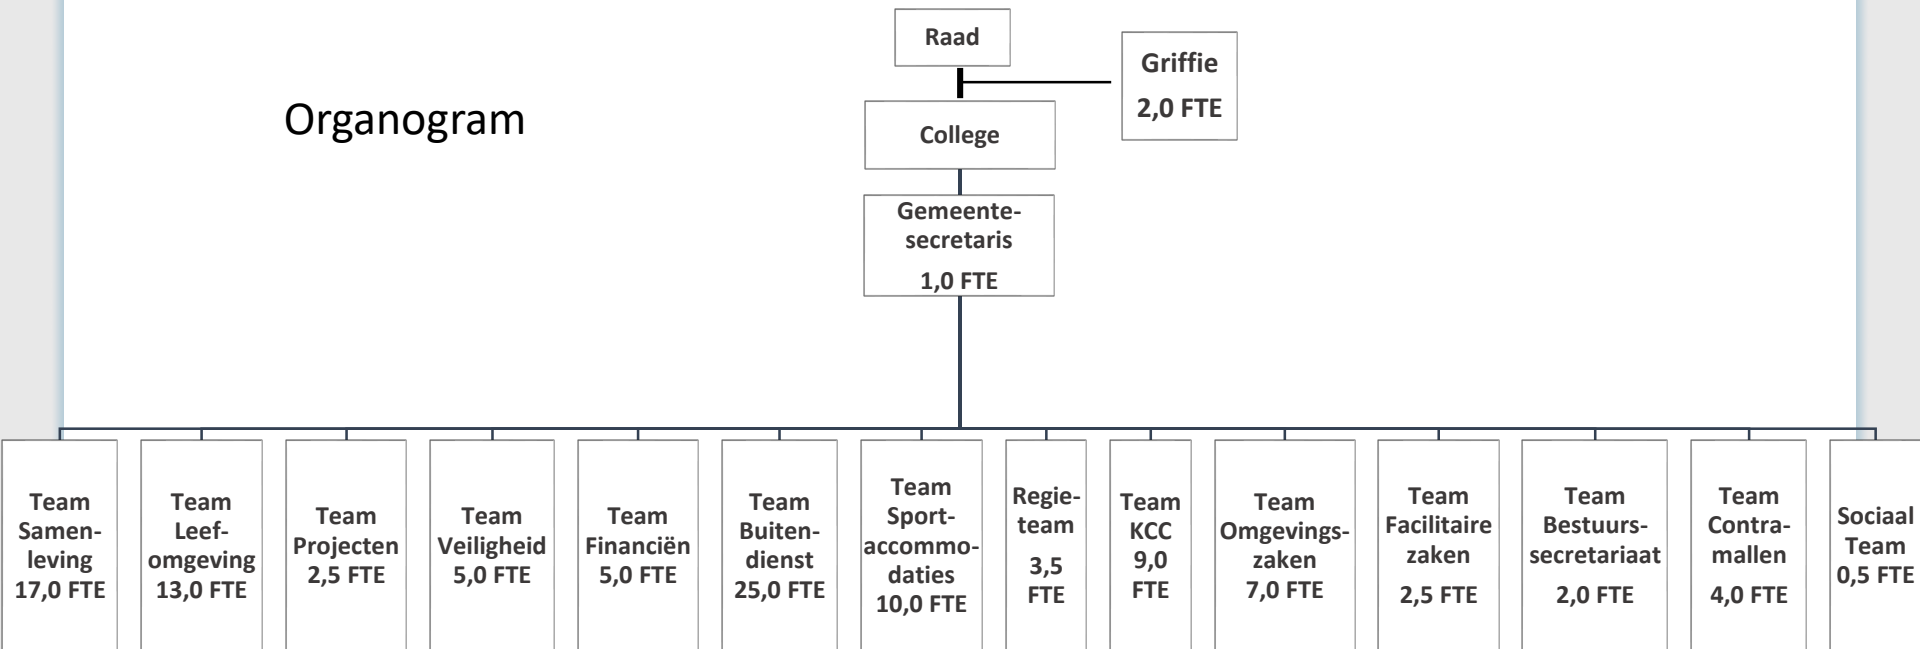 Raad
Griffie
2,0 FTE
Organogram
College
Gemeente-
secretaris
1,0 FTE
Team
Samen-
leving
17,0 FTE
Team
Leef-
omgeving
13,0 FTE
Team
Projecten
2,5 FTE
Team
Veiligheid
5,0 FTE
Team
Financiën
5,0 FTE
Team
Buiten-
dienst
25,0 FTE
Team
Sport-
accommo-
daties
10,0 FTE
Regie-
team
3,5
FTE
Team
KCC
9,0
FTE
Team
Omgevings-
zaken
7,0 FTE
Team
Facilitaire
zaken
2,5 FTE
Team
Bestuurs-
secretariaat
2,0 FTE
Team
Contra-
mallen
4,0 FTE
Sociaal
Team
0,5 FTE